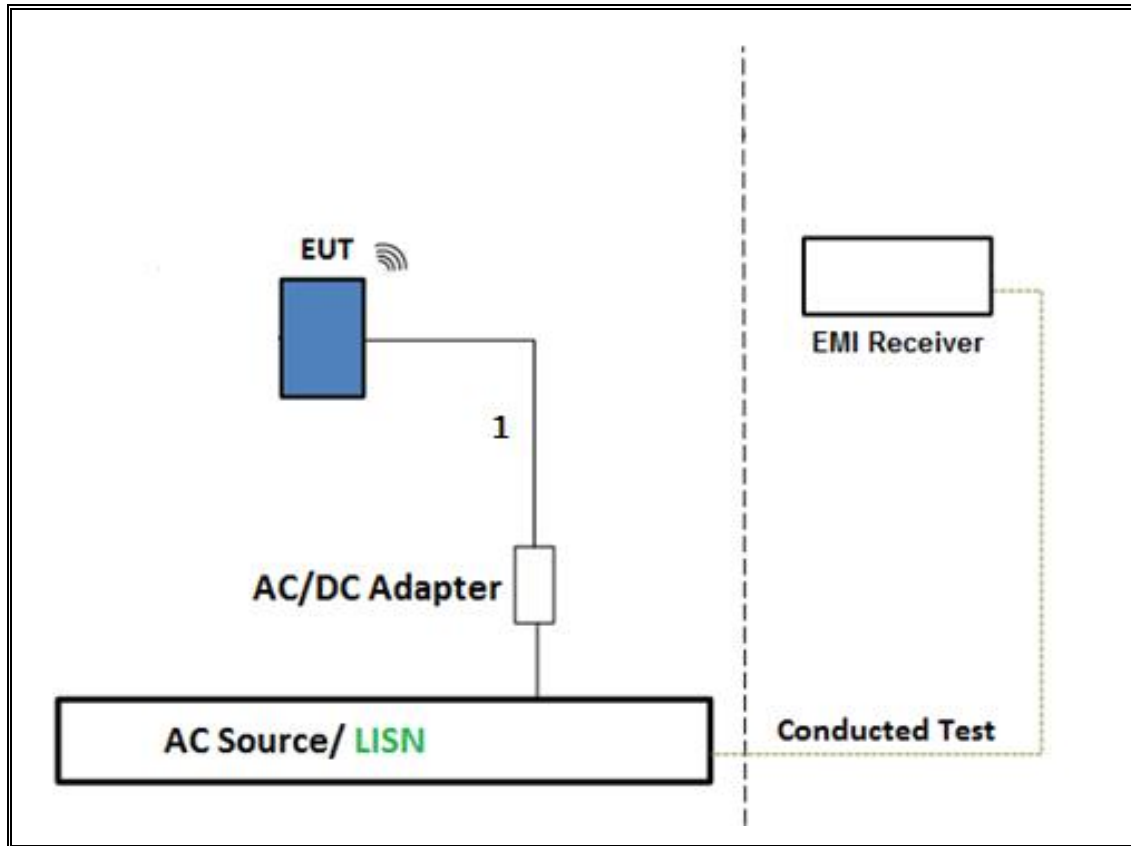 EUT
EMI Receiver
1
AC/DC Adapter
AC Source/ LISN
Conducted Test